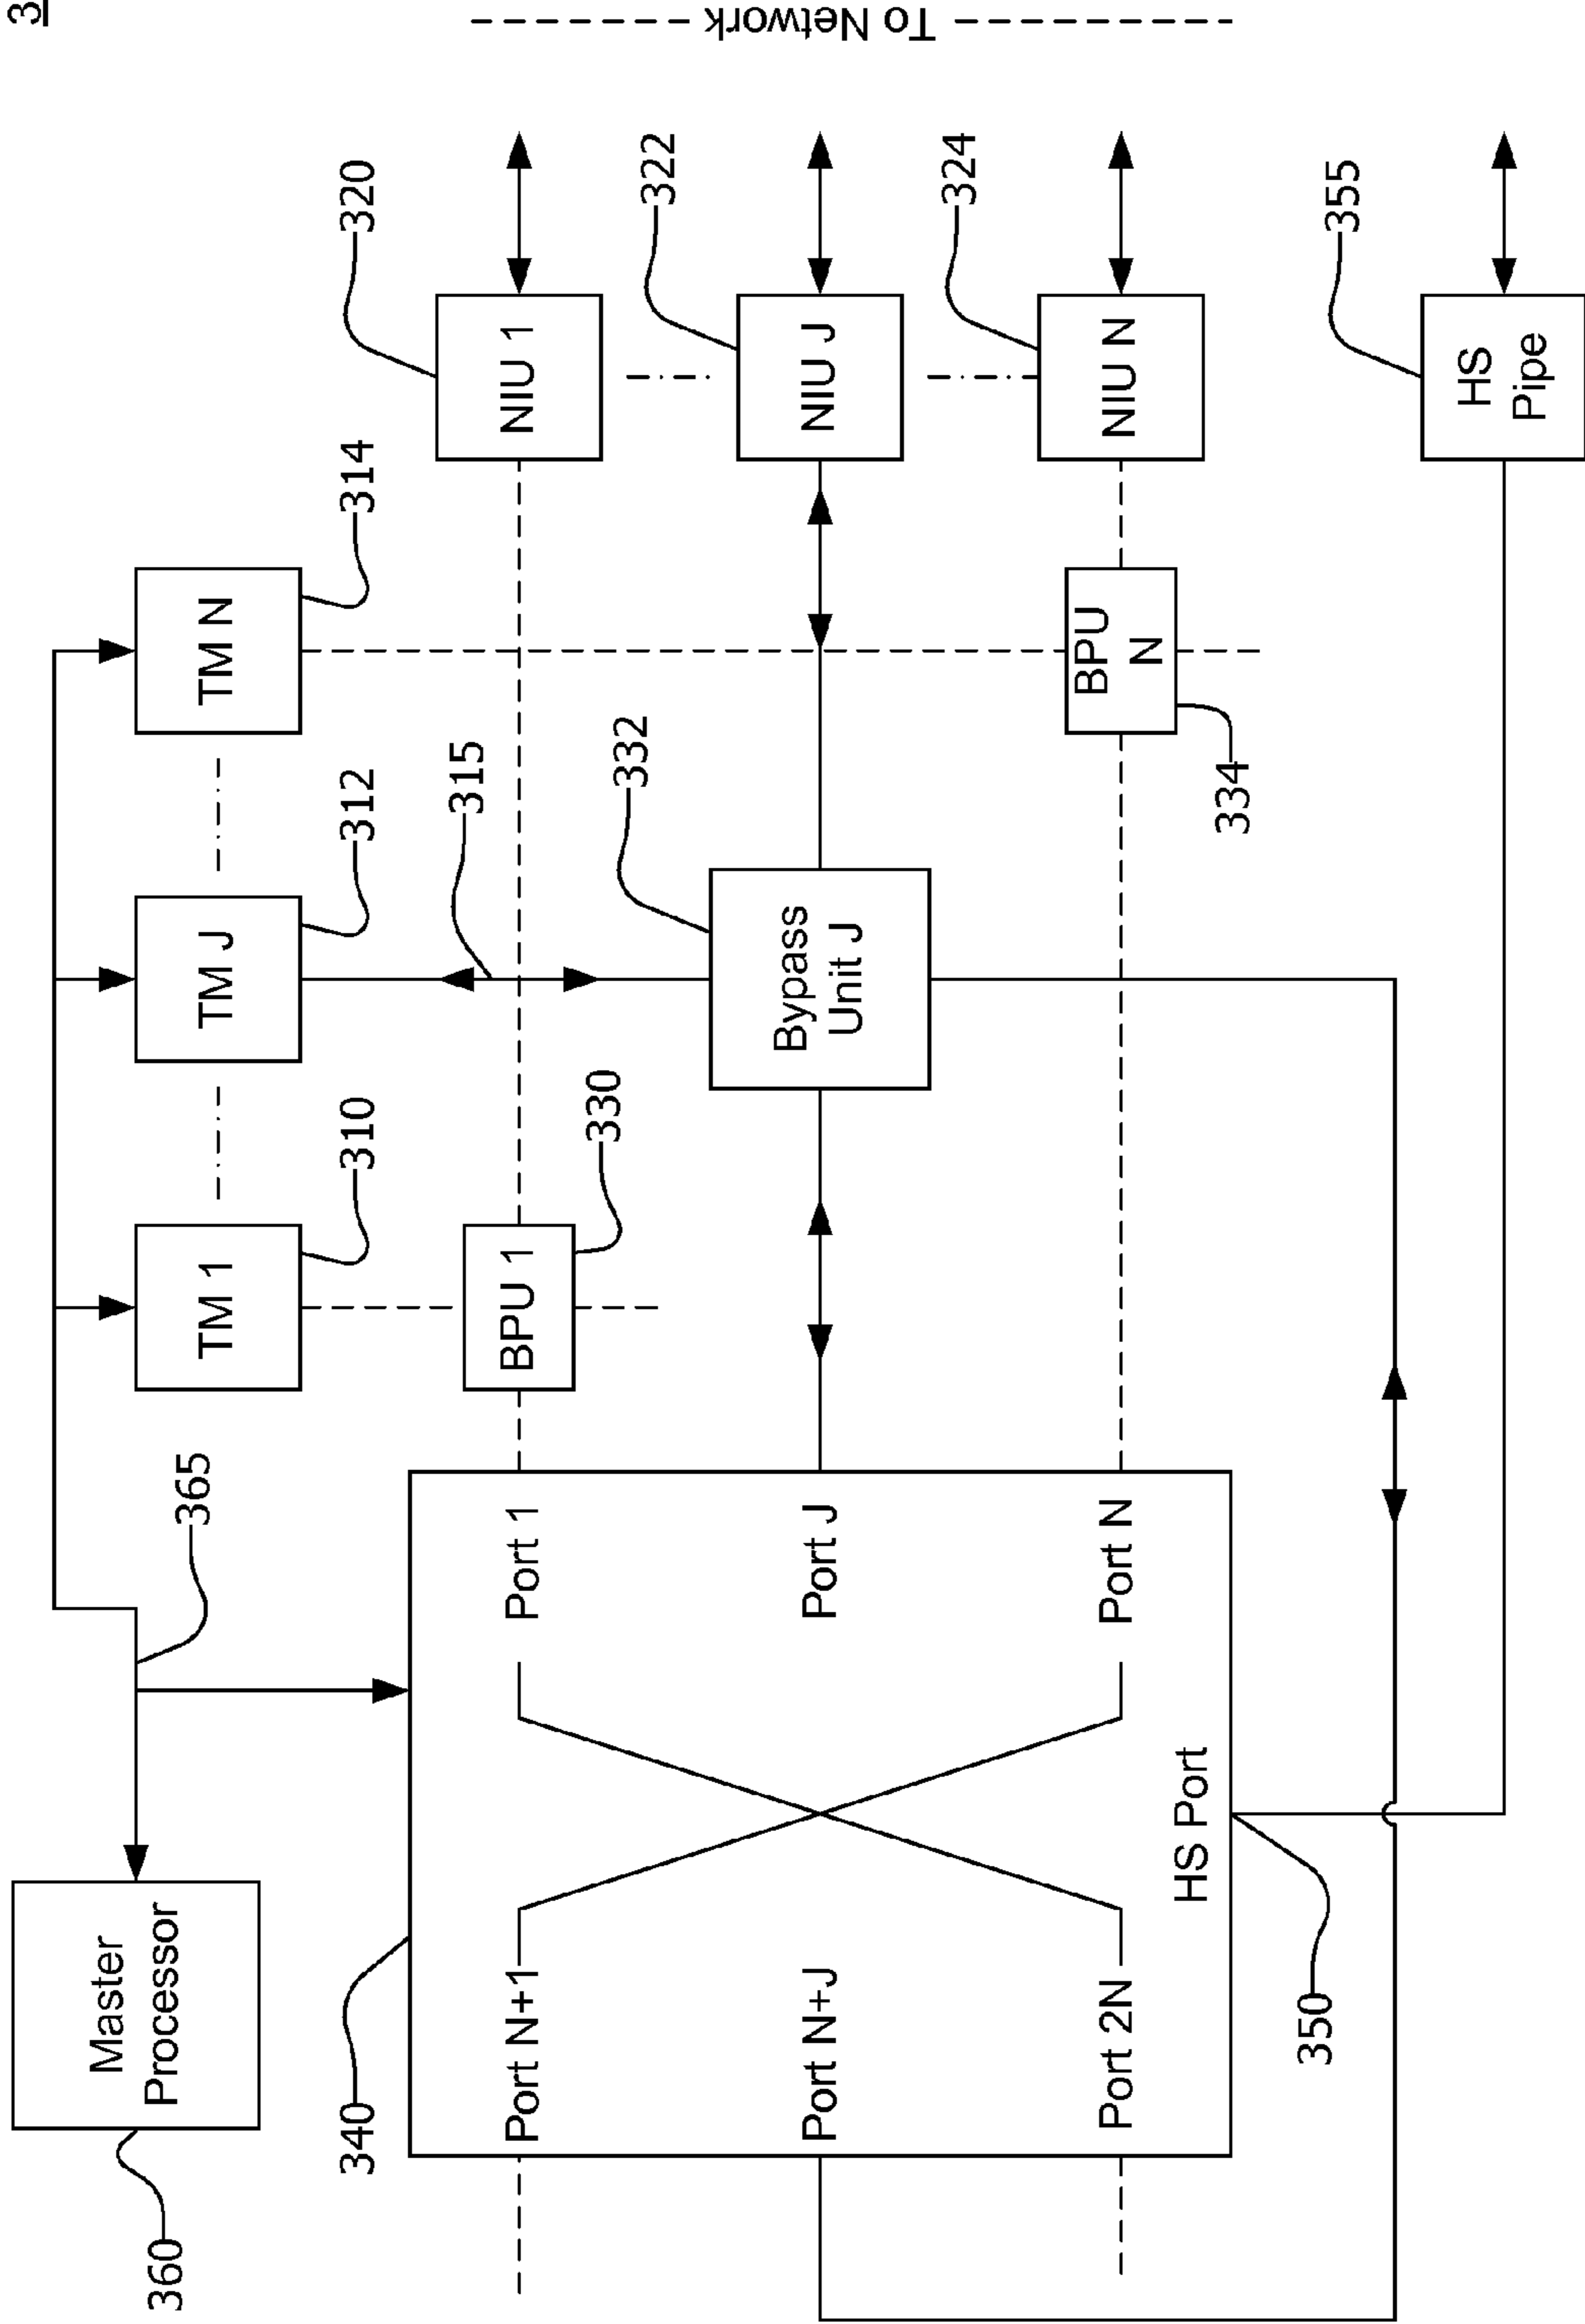 3
To Network
360
Master
Processor
365
TM 1
310
TM J
312
TM N
314
315
320
NIU 1
322
NIU J
324
NIU N
BPU 1
330
332
Bypass
Unit J
BPU
N
334
340
Port N+1
Port 1
Port N+J
Port J
Port 2N
Port N
HS Port
350
355
HS
Pipe